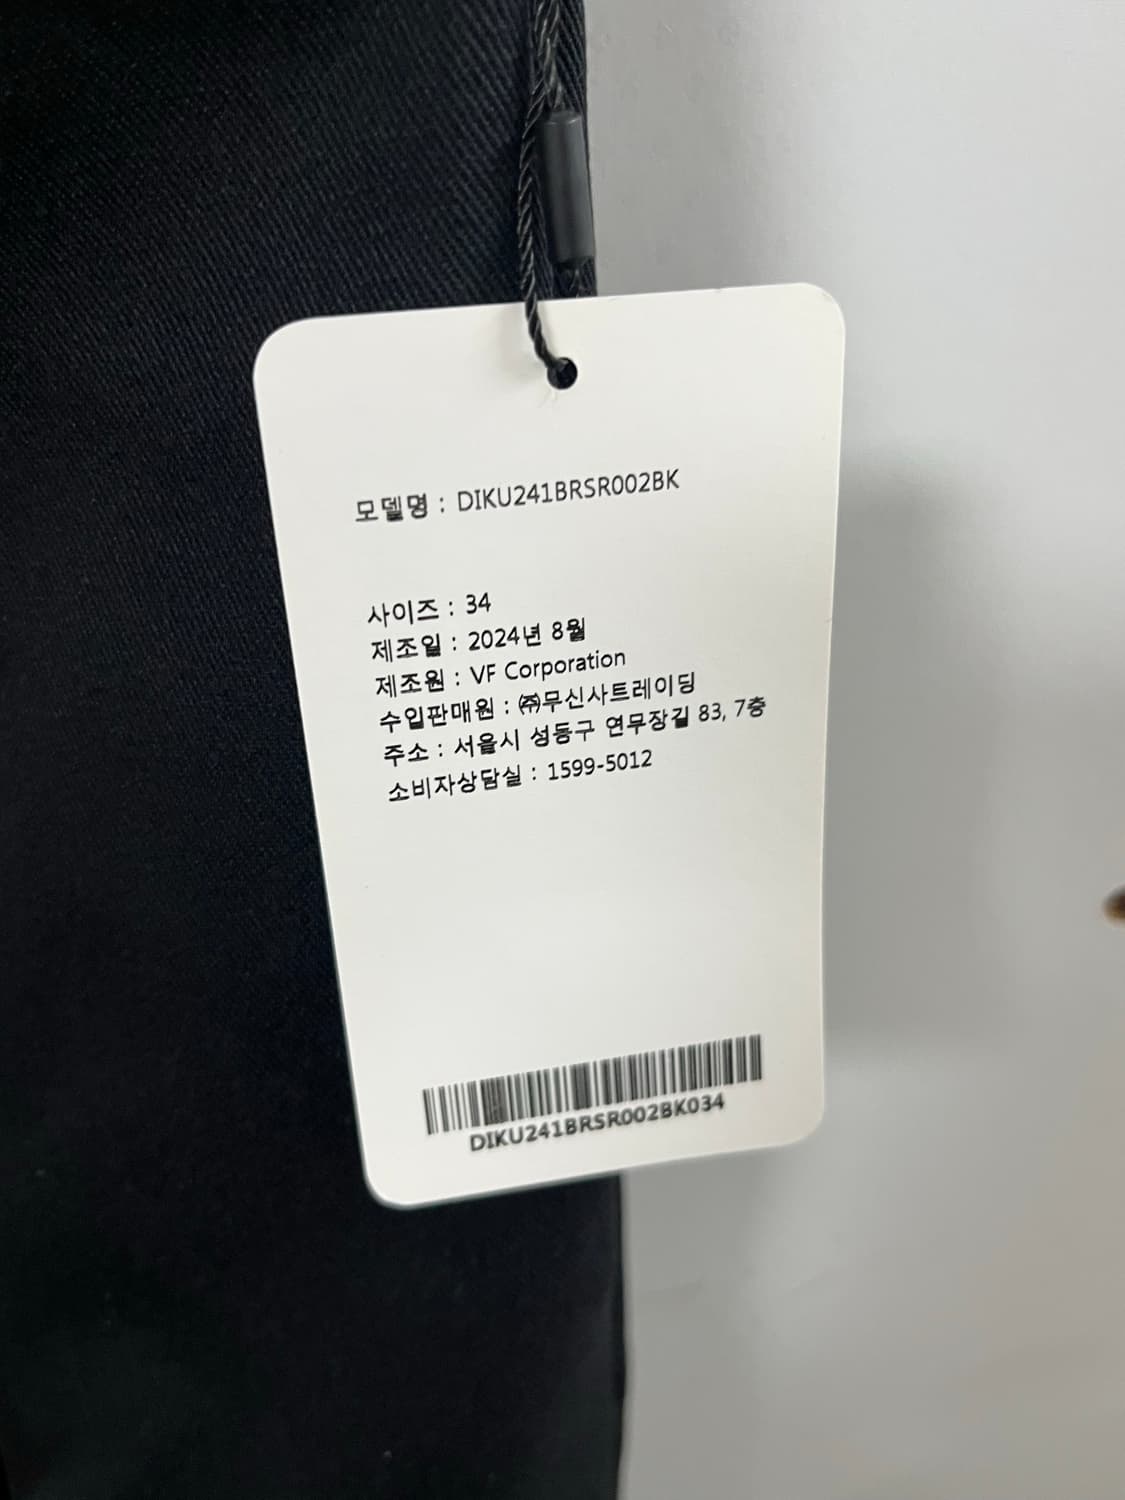 모델명 : DIKU241BRSR002BK
사이즈 : 34
제조일 : 2024년 8월
제조원 : VF Corporation
수입판매원 : ㈜무신사트레이딩
주소 : 서울시 성동구 연무장길 83, 7층
소비자상담실 : 1599-5012
DIKU241BRSR002BK034